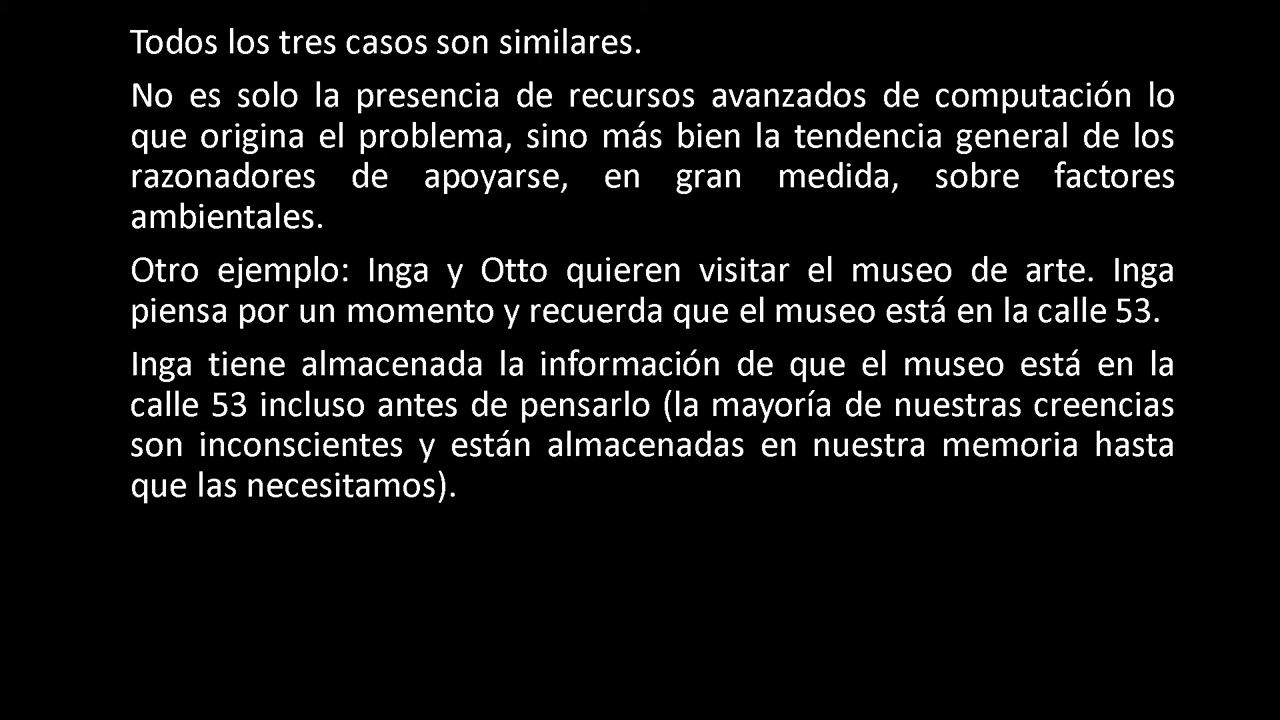 Todos los tres casos son similares.
No es solo la presencia de recursos avanzados de computación lo
que origina el problema, sino más bien la tendencia general de los
razonadores de apoyarse, en gran medida, sobre factores
ambientales.
Otro ejemplo: Inga y Otto quieren visitar el museo de arte. Inga
piensa por un momento y recuerda que el museo está en la calle 53.
Inga tiene almacenada la información de que el museo está en la
calle 53 incluso antes de pensarlo (la mayoría de nuestras creencias
son inconscientes y están almacenadas en nuestra memoria hasta
que las necesitamos).